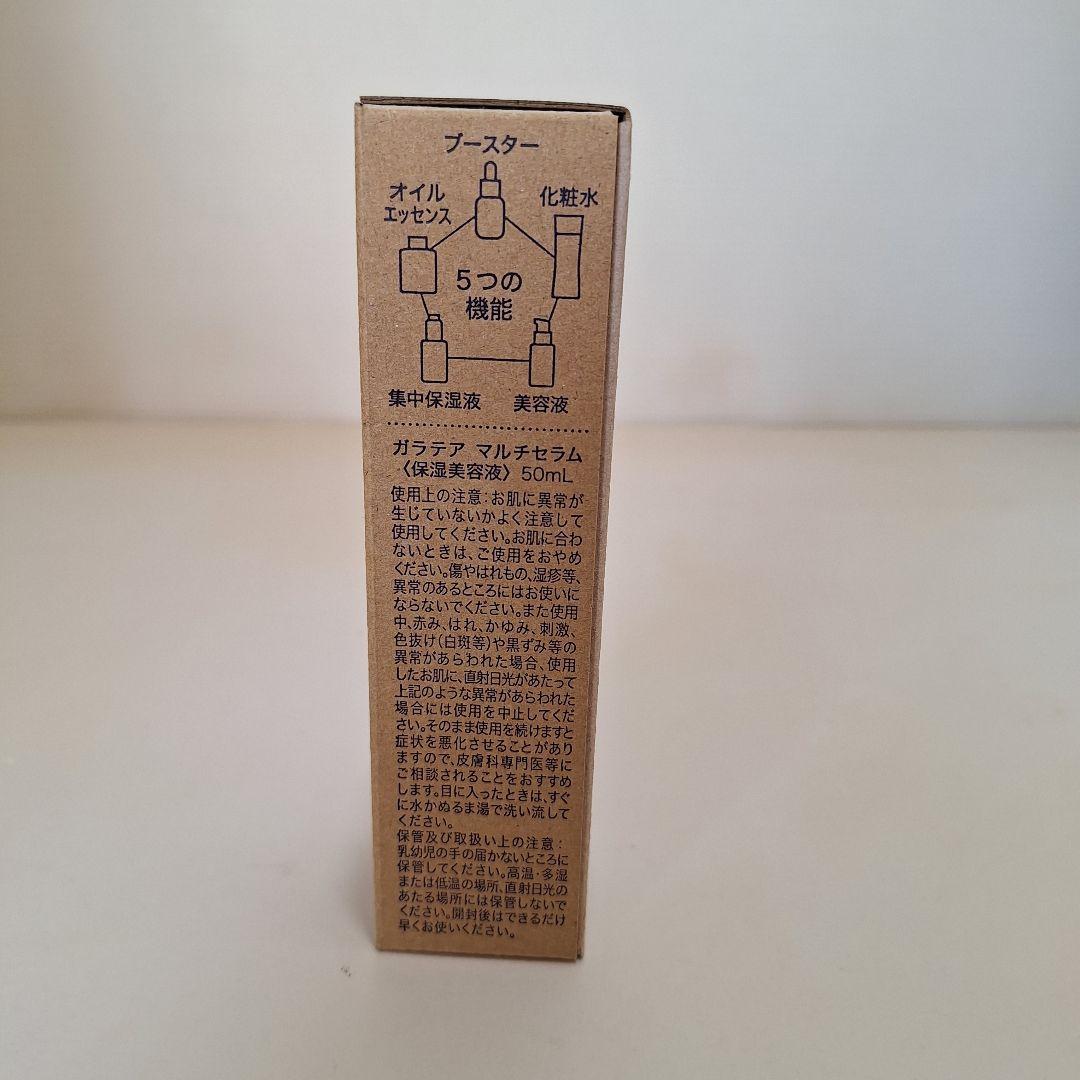 ブースター
オイル
エッセンス
化粧水
5つの
機能
集中保湿液
美容液
ガラテア マルチセラム
〈保湿美容液〉50mL
使用上の注意:お肌に異常が
生じていないかよく注意して
使用してください。お肌に合わ
ないときは、ご使用をおやめ
ください。傷やはれもの、湿疹等、
異常のあるところにはお使いに
ならないでください。また使用
中、赤み、はれ、かゆみ、刺激、
色抜け(白斑等)や黒ずみ等の
異常があらわれた場合、使用
したお肌に、直射日光があたって
上記のような異常があらわれた
場合には使用を中止してくだ
さい。そのまま使用を続けますと
症状を悪化させることがあり
ますので、皮膚科専門医等に
ご相談されることをおすすめ
します。目に入ったときは、すぐ
に水かぬるま湯で洗い流して
ください。
保管及び取扱い上の注意:
乳幼児の手の届かないところに
保管してください。高温・多湿
または低温の場所、直射日光の
あたる場所には保管しないで
ください。開封後はできるだけ
早くお使いください。